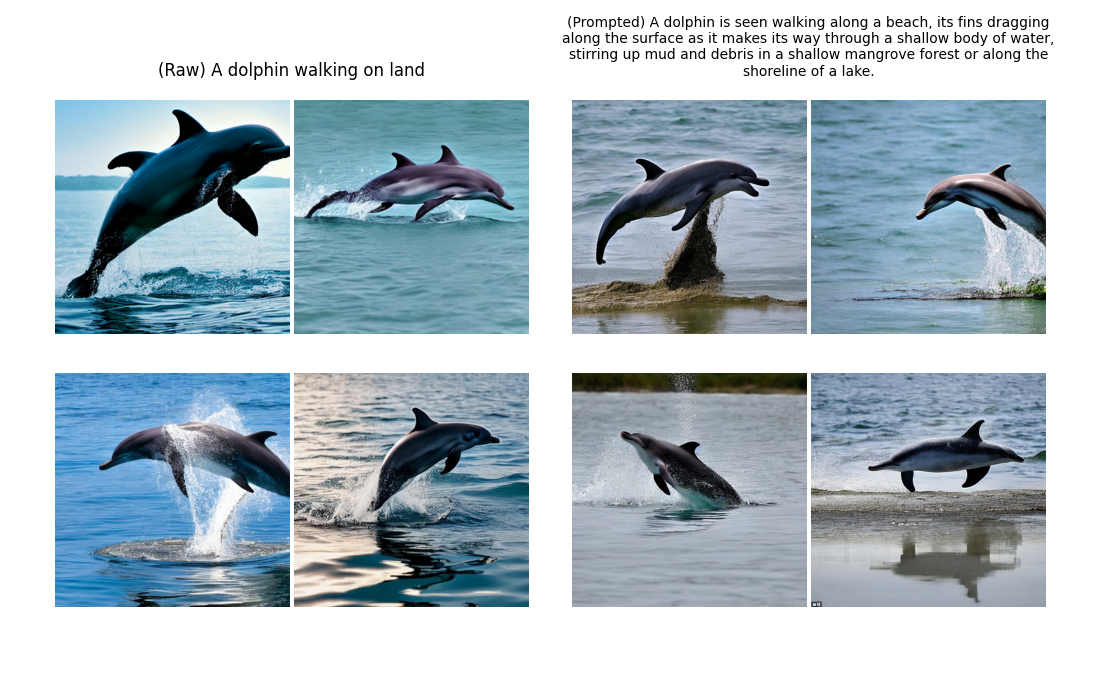 (Raw) A dolphin walking on land
(Prompted) A dolphin is seen walking along a beach, its fins dragging
along the surface as it makes its way through a shallow body of water,
stirring up mud and debris in a shallow mangrove forest or along the
shoreline of a lake.